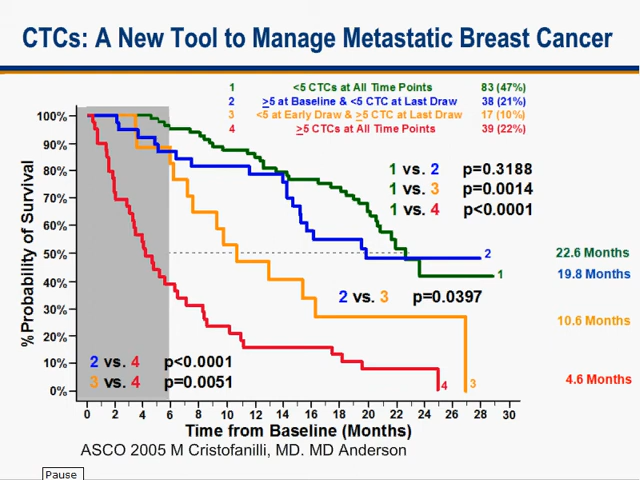 CTCs: A New Tool to Manage Metastatic Breast Cancer
1 <5 CTCs at All Time Points 83 (47%)
2 ≥5 at Baseline & <5 CTC at Last Draw 38 (21%)
3 <5 at Early Draw & ≥5 CTC at Last Draw 17 (10%)
4 ≥5 CTCs at All Time Points 39 (22%)
%Probability of Survival
100%
90%
80%
70%
60%
50%
40%
30%
20%
10%
0%
1 vs. 2 p=0.3188
1 vs. 3 p=0.0014
1 vs. 4 p<0.0001
2
1
2 vs. 3 p=0.0397
22.6 Months
19.8 Months
10.6 Months
4.6 Months
2 vs. 4 p<0.0001
3 vs. 4 p=0.0051
4
3
0 2 4 6 8 10 12 14 16 18 20 22 24 26 28 30
Time from Baseline (Months)
ASCO 2005 M Cristofanilli, MD. MD Anderson
Pause